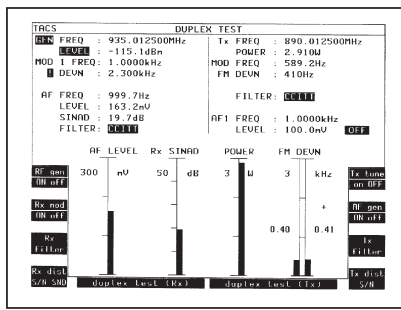 TACS DUPLEX TEST
GEN FREQ : 935.012500MHz Tx FREQ : 890.012500MHz
LEVEL : -115.1dBm POWER : 2.910W
MOD 1 FREQ: 1.0000kHz MOD FREQ : 589.2Hz
DEVN : 2.300kHz FM DEVN : 410Hz
AF FREQ : 999.7Hz FILTER: CCITT
LEVEL : 163.2mV
SINAD : 19.7dB AF1 FREQ : 1.0000kHz
FILTER: CCITT LEVEL : 100.0mV OFF
AF LEVEL Rx SINAD POWER FM DEVN
RF gen 300 mV 50 dB 3 W 3 kHz Tx tune
ON off on OFF
Rx mod + AF gen
ON off 0.40 0.41 ON off
Rx Tx
filter filter
Rx dist Tx dist
S/N SND duplex test (Rx) duplex test (Tx) S/N